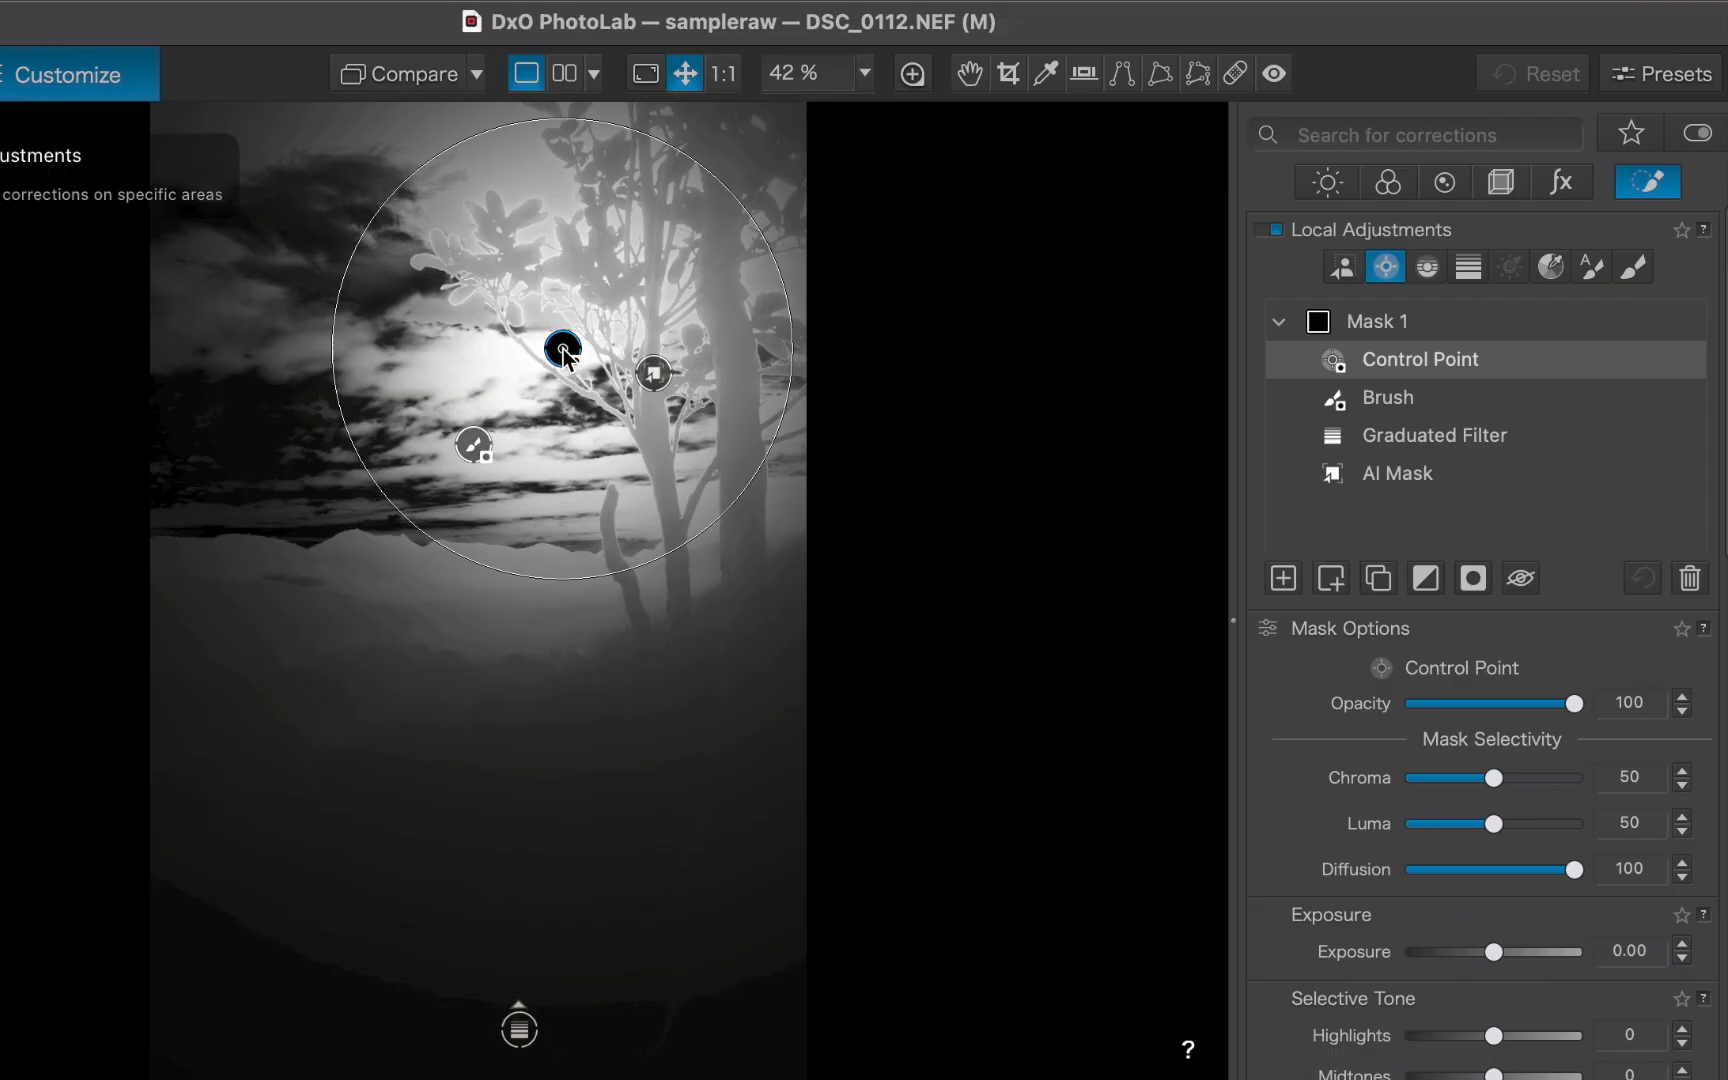 DxO PhotoLab — sampleraw — DSC_0112.NEF (M)
Customize
Compare
1:1
42 %
Reset
Presets
ustments
corrections on specific areas
Search for corrections
fx
Local Adjustments
?
A
Mask 1
Control Point
Brush
Graduated Filter
AI Mask
Mask Options
?
Control Point
Opacity 100
Mask Selectivity
Chroma 50
Luma 50
Diffusion 100
Exposure
?
Exposure 0.00
Selective Tone
?
Highlights 0
Midtones 0
?